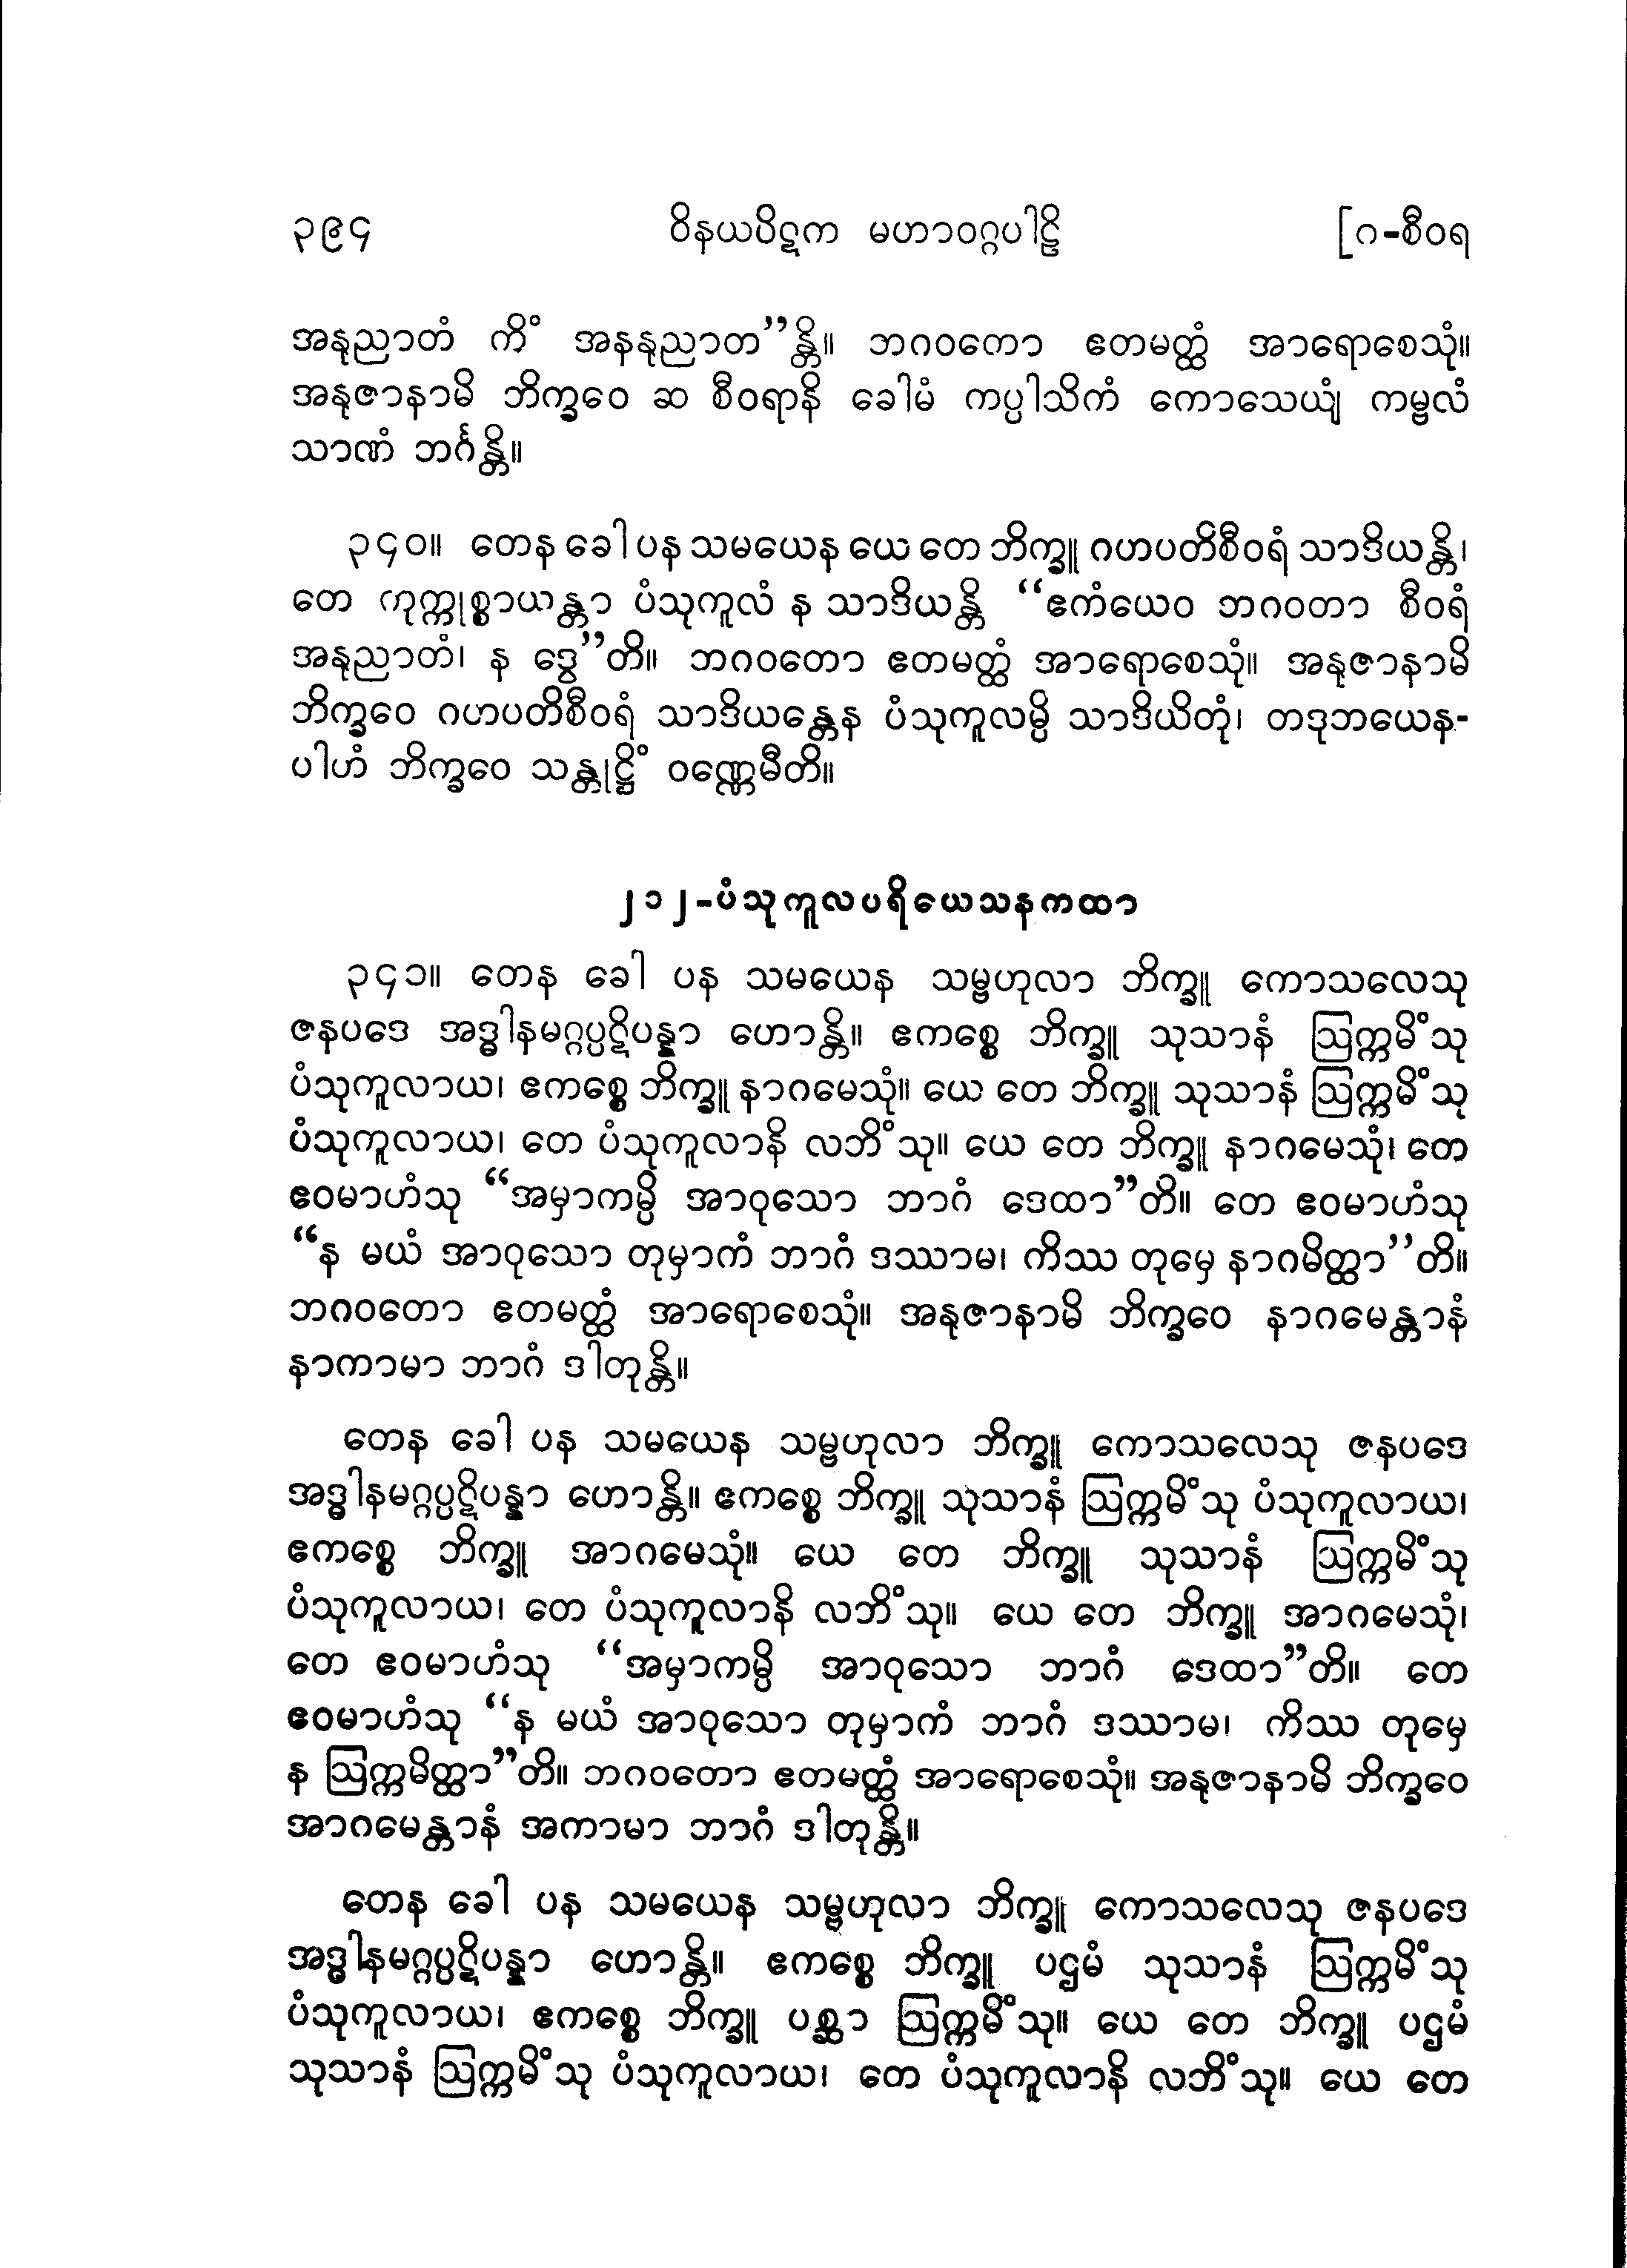 ၃၉၄ ဝိနယပိဋက မဟာဝဂ္ဂပါဠိ [၈-စီဝရ
အနုညာတံ ကိံ အနနုညာတ”န္တိ။ ဘဂဝတော ဧတမတ္ထံ အာရောစေသုံ။
အနုဇာနာမိ ဘိက္ခဝေ ဆ စီဝရာနိ ခေါမံ ကပ္ပါသိကံ ကောသေယျံ ကမ္ဗလံ
သာဏံ ဘင်္ဂန္တိ။
၃၄၀။ တေန ခေါ ပန သမယေန ယေ တေ ဘိက္ခူ ဂဟပတိစီဝရံ သာဒိယန္တိ၊
တေ ကုက္ကုစ္စာယန္တာ ပံသုကူလံ န သာဒိယန္တိ “ဧကံယေဝ ဘဂဝတာ စီဝရံ
အနုညာတံ၊ န ဒွေ”တိ။ ဘဂဝတော ဧတမတ္ထံ အာရောစေသုံ။ အနုဇာနာမိ
ဘိက္ခဝေ ဂဟပတိစီဝရံ သာဒိယန္တေန ပံသုကူလမ္ပိ သာဒိယိတုံ၊ တဒုဘယေန-
ပါဟံ ဘိက္ခဝေ သန္တုဋ္ဌိံ ဝဏ္ဏေမီတိ။
၂၁၂-ပံသုကူလပရိယေသနကထာ
၃၄၁။ တေန ခေါ ပန သမယေန သမ္ဗဟုလာ ဘိက္ခူ ကောသလေသု
ဇနပဒေ အဒ္ဓါနမဂ္ဂပ္ပဋိပန္နာ ဟောန္တိ။ ဧကစ္စေ ဘိက္ခူ သုသာနံ ဩက္ကမိံသု
ပံသုကူလာယ၊ ဧကစ္စေ ဘိက္ခူ နာဂမေသုံ။ ယေ တေ ဘိက္ခူ သုသာနံ ဩက္ကမိံသု
ပံသုကူလာယ၊ တေ ပံသုကူလာနိ လဘိံသု။ ယေ တေ ဘိက္ခူ နာဂမေသုံ၊ တေ
ဧဝမာဟံသု “အမှာကမ္ပိ အာဝုသော ဘာဂံ ဒေထာ”တိ။ တေ ဧဝမာဟံသု
“န မယံ အာဝုသော တုမှာကံ ဘာဂံ ဒဿာမ၊ ကိဿ တုမှေ နာဂမိတ္ထာ”တိ။
ဘဂဝတော ဧတမတ္ထံ အာရောစေသုံ။ အနုဇာနာမိ ဘိက္ခဝေ နာဂမေန္တာနံ
နာကာမာ ဘာဂံ ဒါတုန္တိ။
တေန ခေါ ပန သမယေန သမ္ဗဟုလာ ဘိက္ခူ ကောသလေသု ဇနပဒေ
အဒ္ဓါနမဂ္ဂပ္ပဋိပန္နာ ဟောန္တိ။ ဧကစ္စေ ဘိက္ခူ သုသာနံ ဩက္ကမိံသု ပံသုကူလာယ၊
ဧကစ္စေ ဘိက္ခူ အာဂမေသုံ။ ယေ တေ ဘိက္ခူ သုသာနံ ဩက္ကမိံသု
ပံသုကူလာယ၊ တေ ပံသုကူလာနိ လဘိံသု။ ယေ တေ ဘိက္ခူ အာဂမေသုံ၊
တေ ဧဝမာဟံသု “အမှာကမ္ပိ အာဝုသော ဘာဂံ ဒေထာ”တိ။ တေ
ဧဝမာဟံသု “န မယံ အာဝုသော တုမှာကံ ဘာဂံ ဒဿာမ၊ ကိဿ တုမှေ
န ဩက္ကမိတ္ထာ”တိ။ ဘဂဝတော ဧတမတ္ထံ အာရောစေသုံ။ အနုဇာနာမိ ဘိက္ခဝေ
အာဂမေန္တာနံ အကာမာ ဘာဂံ ဒါတုန္တိ။
တေန ခေါ ပန သမယေန သမ္ဗဟုလာ ဘိက္ခူ ကောသလေသု ဇနပဒေ
အဒ္ဓါနမဂ္ဂပ္ပဋိပန္နာ ဟောန္တိ။ ဧကစ္စေ ဘိက္ခူ ပဌမံ သုသာနံ ဩက္ကမိံသု
ပံသုကူလာယ၊ ဧကစ္စေ ဘိက္ခူ ပစ္ဆာ ဩက္ကမိံသု။ ယေ တေ ဘိက္ခူ ပဌမံ
သုသာနံ ဩက္ကမိံသု ပံသုကူလာယ၊ တေ ပံသုကူလာနိ လဘိံသု။ ယေ တေ